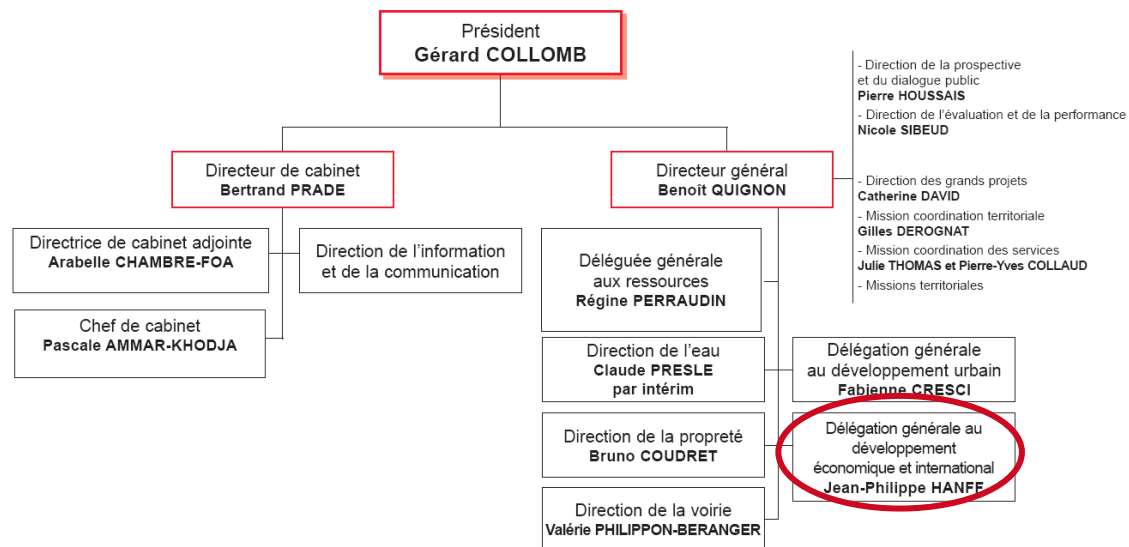 Président
Gérard COLLOMB
- Direction de la prospective
et du dialogue public
Pierre HOUSSAIS
- Direction de l'évaluation et de la performance
Nicole SIBEUD
- Direction des grands projets
Catherine DAVID
- Mission coordination territoriale
Gilles DEROGNAT
- Mission coordination des services
Julie THOMAS et Pierre-Yves COLLAUD
- Missions territoriales
Directeur de cabinet
Bertrand PRADE
Directeur général
Benoît QUIGNON
Directrice de cabinet adjointe
Arabelle CHAMBRE-FOA
Direction de l'information
et de la communication
Chef de cabinet
Pascale AMMAR-KHODJA
Déléguée générale
aux ressources
Régine PERRAUDIN
Direction de l'eau
Claude PRESLE
par intérim
Délégation générale
au développement urbain
Fabienne CRESCI
Direction de la propreté
Bruno COUDRET
Délégation générale au
développement
économique et international
Jean-Philippe HANFF
Direction de la voirie
Valérie PHILIPPON-BERANGER